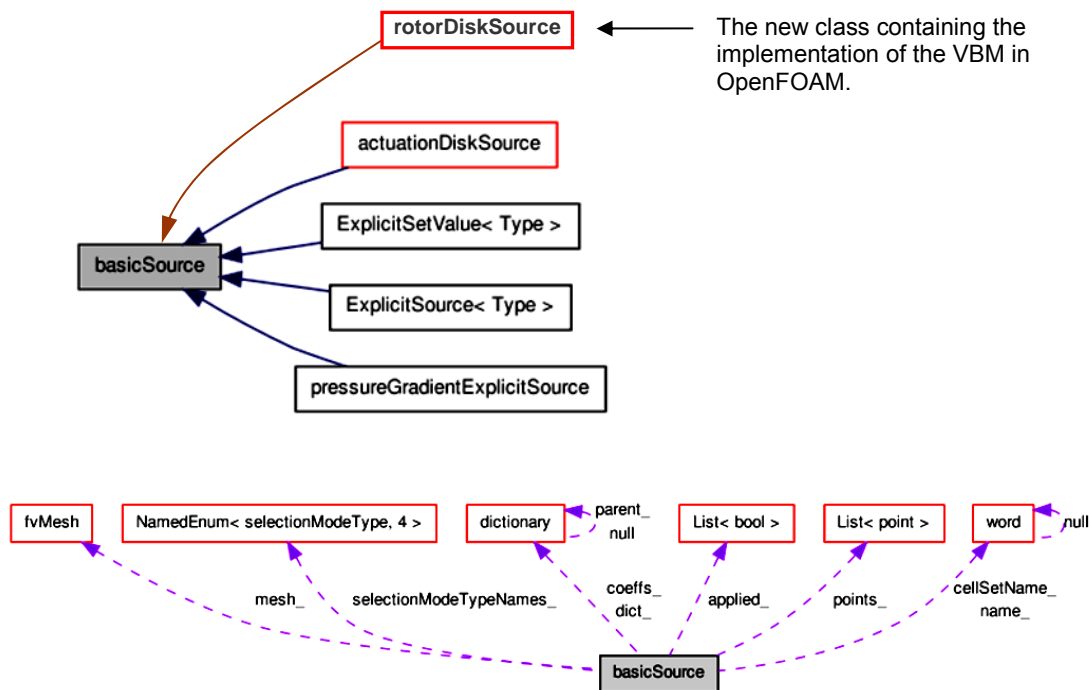 rotorDiskSource
The new class containing the
implementation of the VBM in
OpenFOAM.
actuationDiskSource
ExplicitSetValue< Type >
basicSource
ExplicitSource< Type >
pressureGradientExplicitSource
fvMesh
NamedEnum< selectionModeType, 4 >
dictionary
parent_
null
List< bool >
List< point >
word
null
mesh_
selectionModeTypeNames_
coeffs_
dict_
applied_
points_
cellSetName_
name_
basicSource